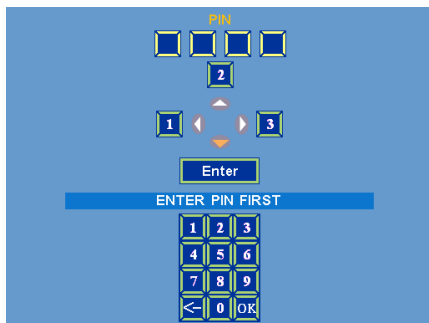 PIN
2
1 3
Enter
ENTER PIN FIRST
1 2 3
4 5 6
7 8 9
<- 0 OK